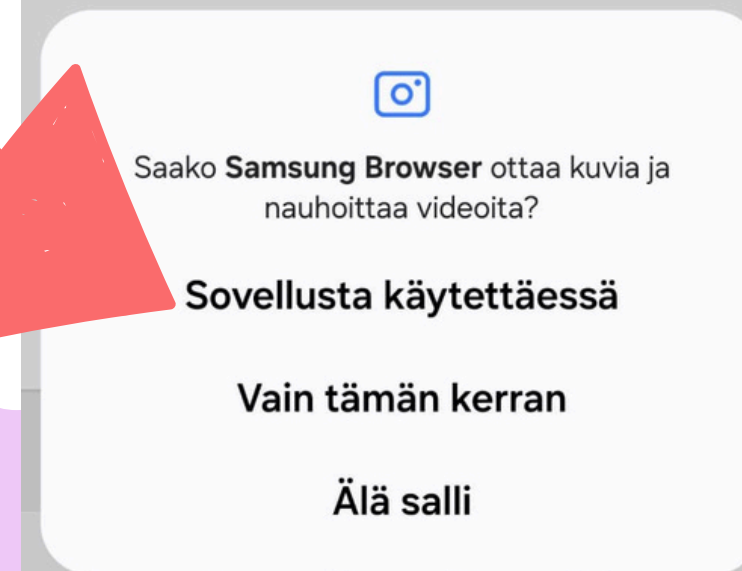 Saako Samsung Browser ottaa kuvia ja
nauhoittaa videoita?
Sovellusta käytettäessä
Vain tämän kerran
Älä salli